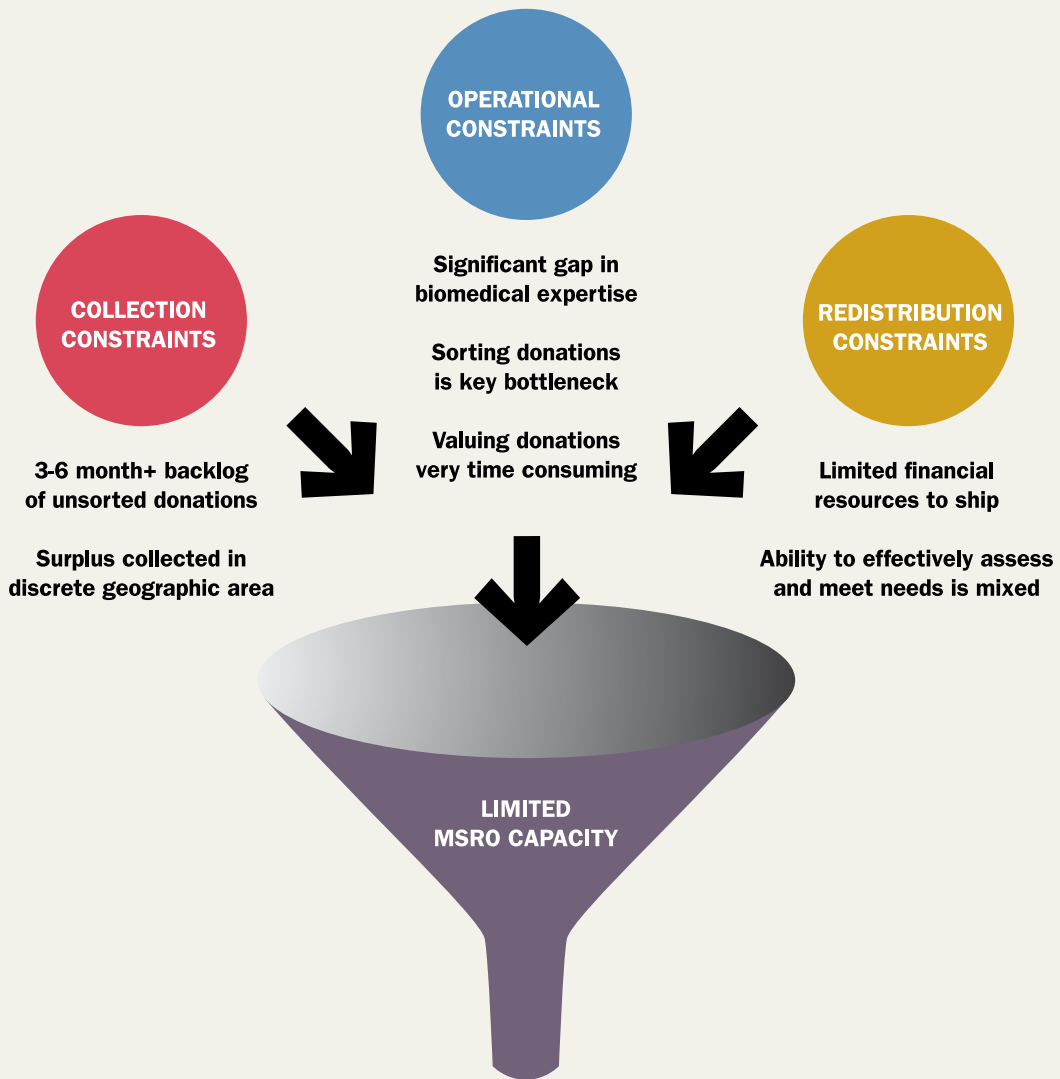 OPERATIONAL
CONSTRAINTS
Significant gap in
biomedical expertise
Sorting donations
is key bottleneck
Valuing donations
very time consuming
COLLECTION
CONSTRAINTS
3-6 month+ backlog
of unsorted donations
Surplus collected in
discrete geographic area
REDISTRIBUTION
CONSTRAINTS
Limited financial
resources to ship
Ability to effectively assess
and meet needs is mixed
LIMITED
MSRO CAPACITY